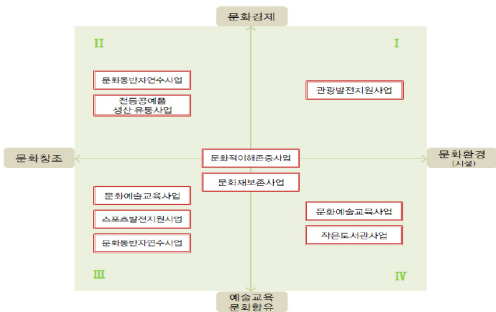 문화경제
II
I
문화동반자연수사업
관광발전지원사업
전통공예품
생산·유통사업
문화창조
문화적이해존중사업
문화환경
(시설)
문화재보존사업
문화예술교육사업
스포츠발전지원사업
문화동반자연수사업
문화예술교육사업
작은도서관사업
III
IV
예술교육
문화향유